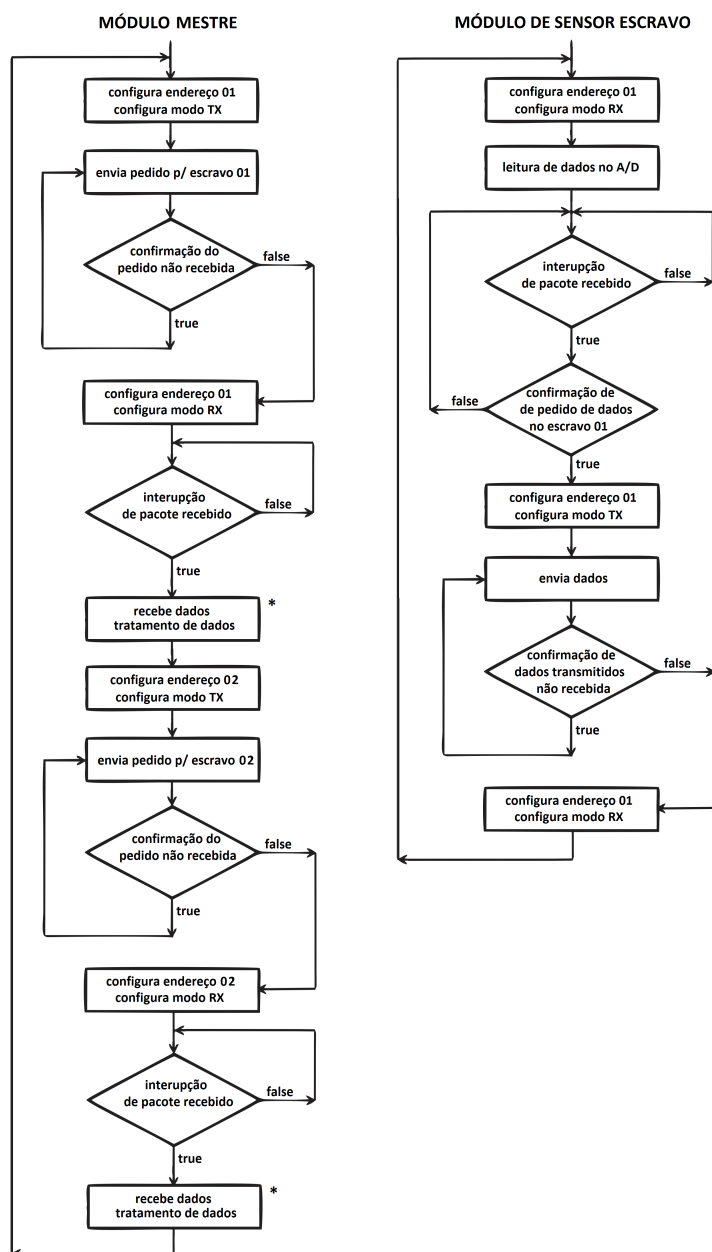 MÓDULO MESTRE
configura endereço 01
configura modo TX
envia pedido p/ escravo 01
confirmação do
pedido não recebida
false
true
configura endereço 01
configura modo RX
interupção
de pacote recebido
false
true
recebe dados
tratamento de dados
*
configura endereço 02
configura modo TX
envia pedido p/ escravo 02
confirmação do
pedido não recebida
false
true
configura endereço 02
configura modo RX
interupção
de pacote recebido
false
true
recebe dados
tratamento de dados
*
MÓDULO DE SENSOR ESCRAVO
configura endereço 01
configura modo RX
leitura de dados no A/D
interupção
de pacote recebido
false
true
confirmação de
de pedido de dados
no escravo 01
false
true
configura endereço 01
configura modo TX
envia dados
confirmação de
dados transmitidos
não recebida
false
true
configura endereço 01
configura modo RX